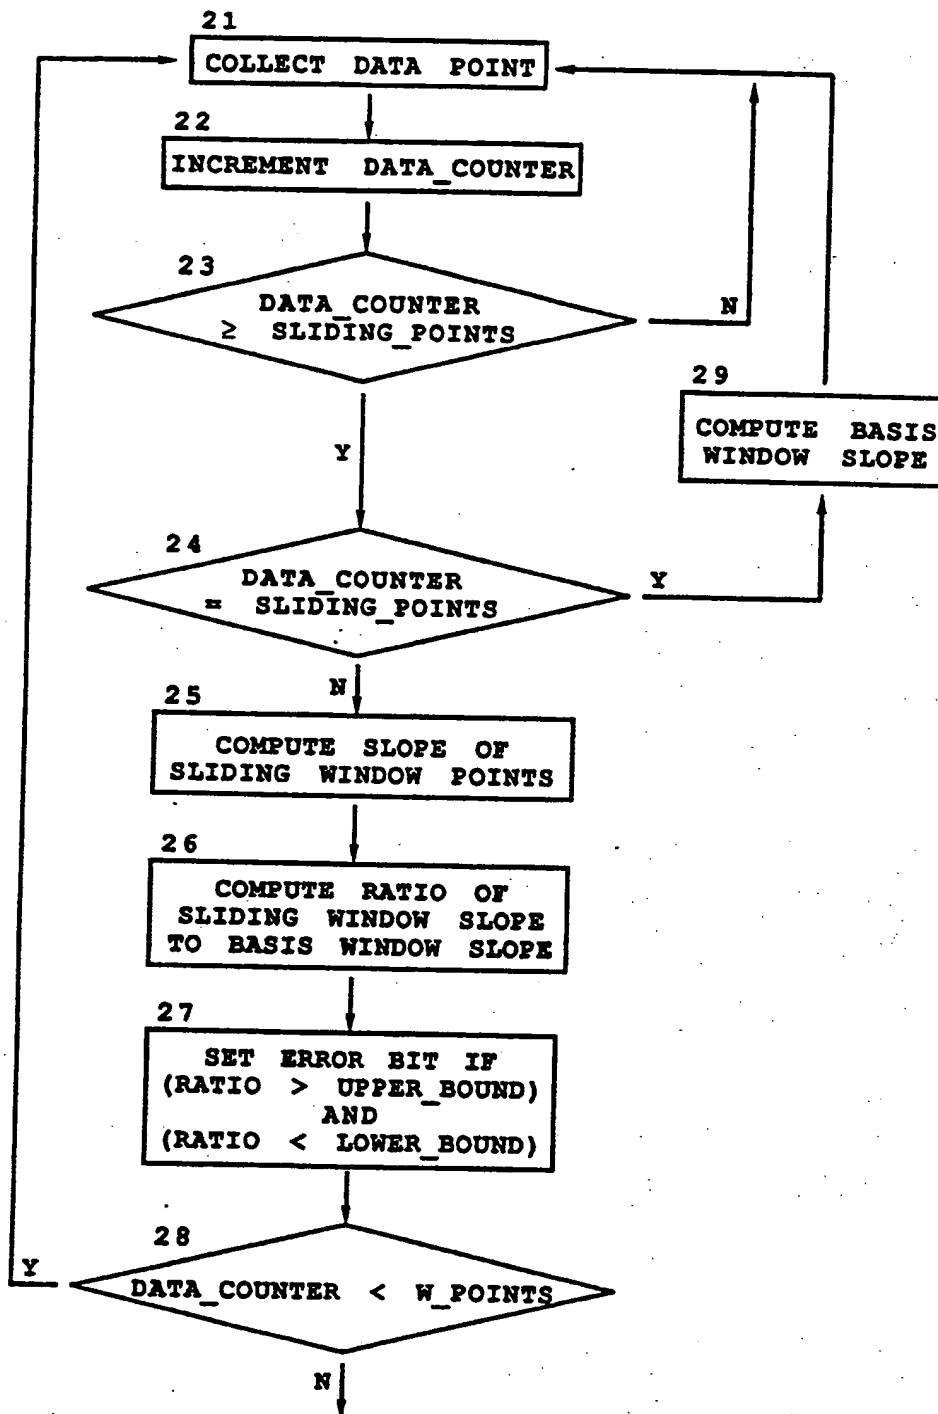 21
COLLECT DATA POINT
22
INCREMENT DATA_COUNTER
23
DATA_COUNTER
≥ SLIDING_POINTS
N
Y
29
COMPUTE BASIS
WINDOW SLOPE
24
DATA_COUNTER
= SLIDING_POINTS
Y
N
25
COMPUTE SLOPE OF
SLIDING WINDOW POINTS
26
COMPUTE RATIO OF
SLIDING WINDOW SLOPE
TO BASIS WINDOW SLOPE
27
SET ERROR BIT IF
(RATIO > UPPER_BOUND)
AND
(RATIO < LOWER_BOUND)
28
Y
DATA_COUNTER < W_POINTS
N